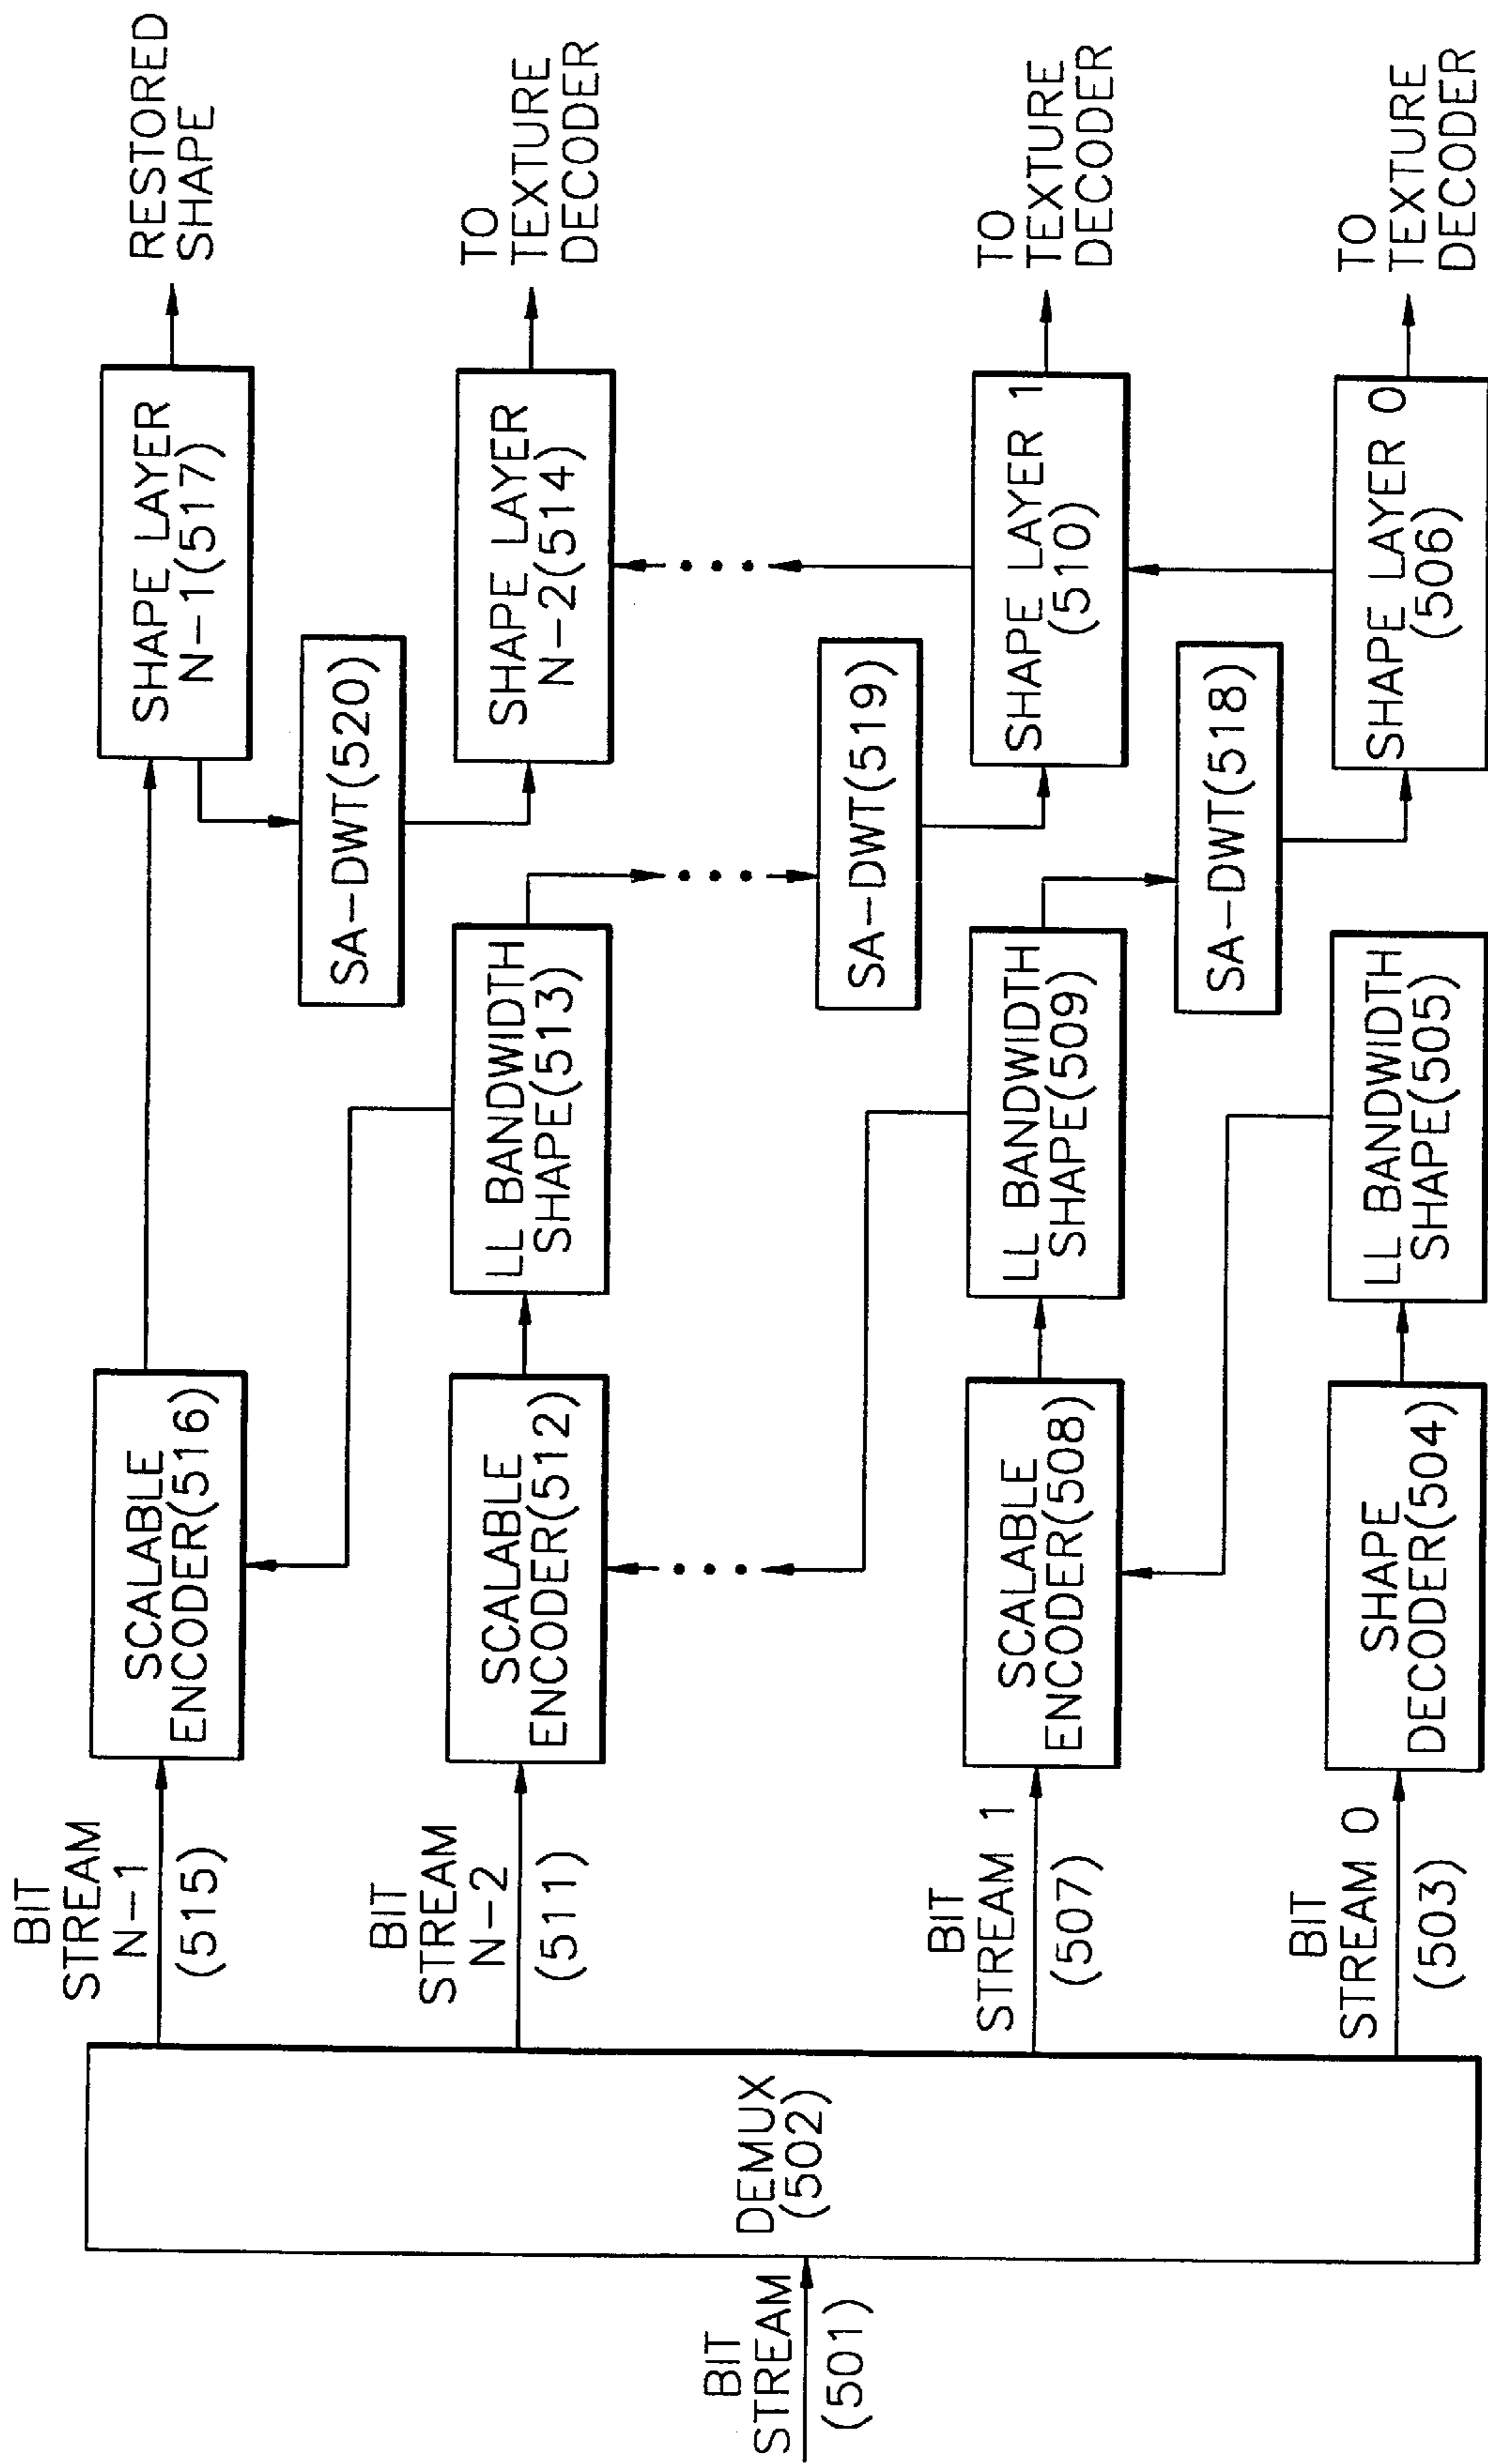 BIT
STREAM
(501)
DEMUX
(502)
BIT
STREAM
N-1
(515)
SCALABLE
ENCODER(516)
SHAPE LAYER
N-1(517)
RESTORED
SHAPE
SA-DWT(520)
BIT
STREAM
N-2
(511)
SCALABLE
ENCODER(512)
LL BANDWIDTH
SHAPE(513)
SHAPE LAYER
N-2(514)
TO
TEXTURE
DECODER
SA-DWT(519)
BIT
STREAM 1
(507)
SCALABLE
ENCODER(508)
LL BANDWIDTH
SHAPE(509)
SHAPE LAYER 1
(510)
TO
TEXTURE
DECODER
SA-DWT(518)
BIT
STREAM 0
(503)
SHAPE
DECODER(504)
LL BANDWIDTH
SHAPE(505)
SHAPE LAYER 0
(506)
TO
TEXTURE
DECODER